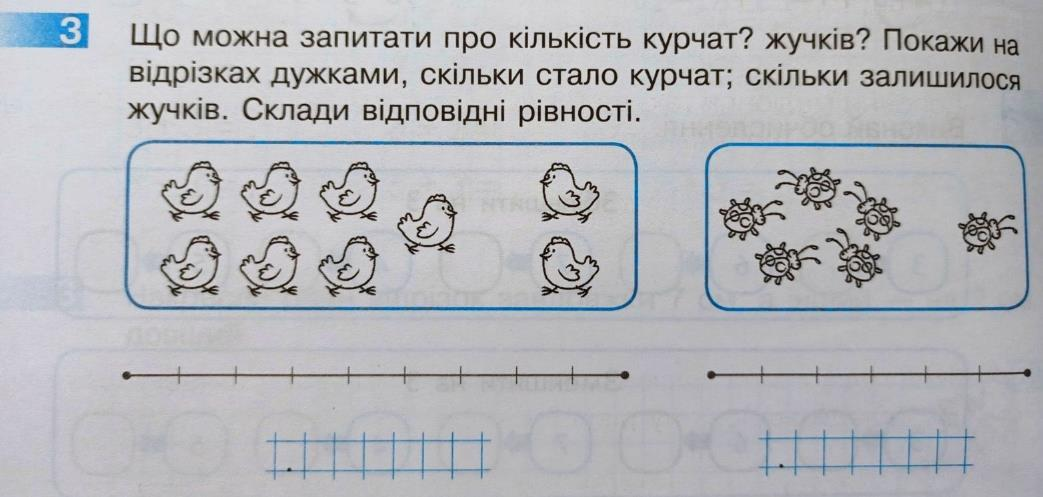 3
Що можна запитати про кількість курчат? жучків? Покажи на
відрізках дужками, скільки стало курчат; скільки залишилося
жучків. Склади відповідні рівності.